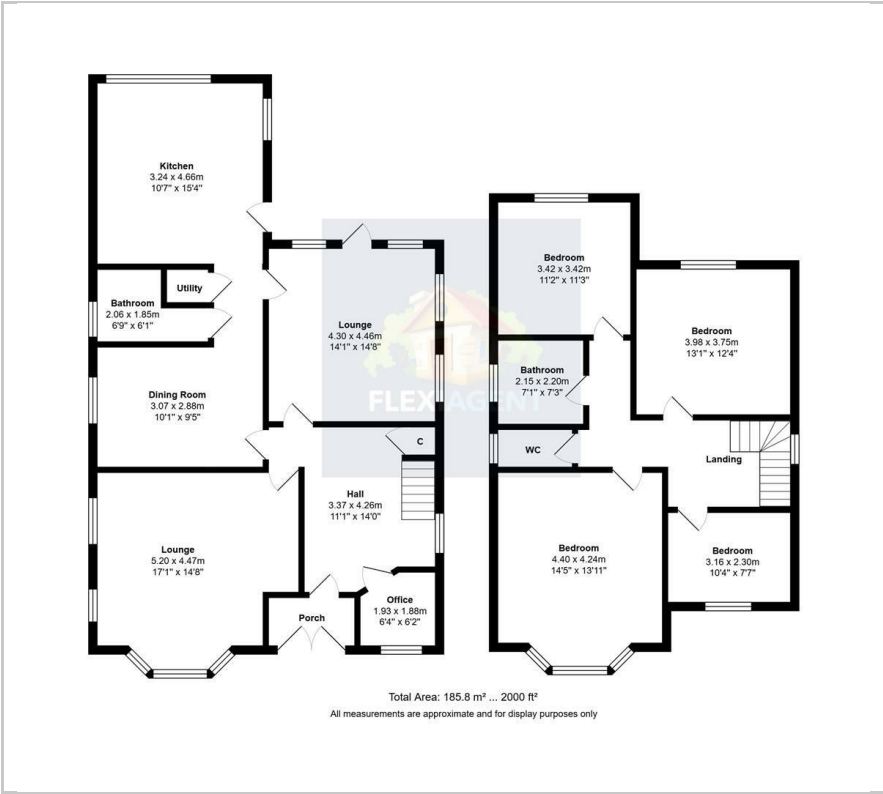 Kitchen
3.24 x 4.66m
10'7" x 15'4"
Utility
Bathroom
2.06 x 1.85m
6'9" x 6'1"
Lounge
4.30 x 4.46m
14'1" x 14'8"
Dining Room
3.07 x 2.88m
10'1" x 9'5"
C
Hall
3.37 x 4.26m
11'1" x 14'0"
Lounge
5.20 x 4.47m
17'1" x 14'8"
Office
1.93 x 1.88m
6'4" x 6'2"
Porch
Bedroom
3.42 x 3.42m
11'2" x 11'3"
Bedroom
3.98 x 3.75m
13'1" x 12'4"
Bathroom
2.15 x 2.20m
7'1" x 7'3"
WC
Landing
Bedroom
4.40 x 4.24m
14'5" x 13'11"
Bedroom
3.16 x 2.30m
10'4" x 7'7"
FLEXI AGENT
Total Area: 185.8 m² ... 2000 ft²
All measurements are approximate and for display purposes only